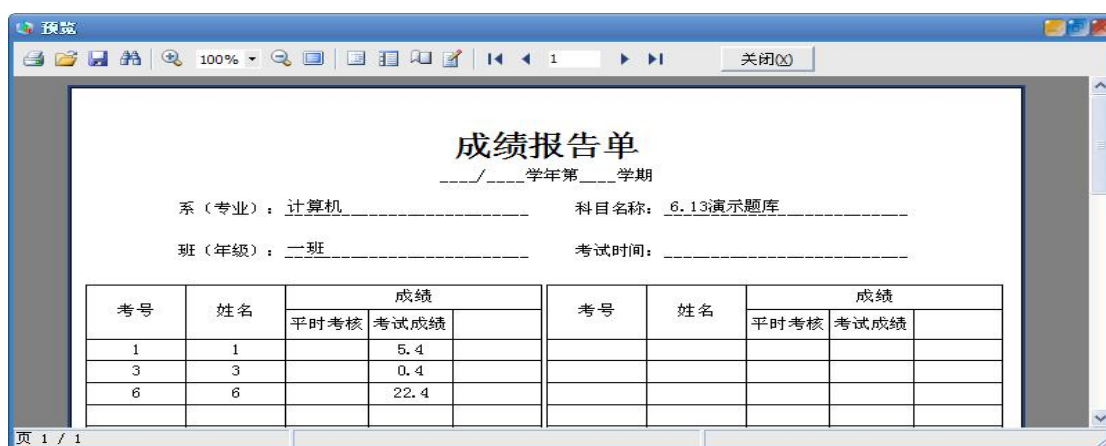 预览
100% 1 关闭(X)
成绩报告单
____/____学年第____学期
系（专业）：计算机 科目名称：6.13演示题库
班（年级）：一班 考试时间：
考号 姓名 成绩 考号 姓名 成绩
平时考核 考试成绩 平时考核 考试成绩
1 1 5.4
3 3 0.4
6 6 22.4
页 1 / 1